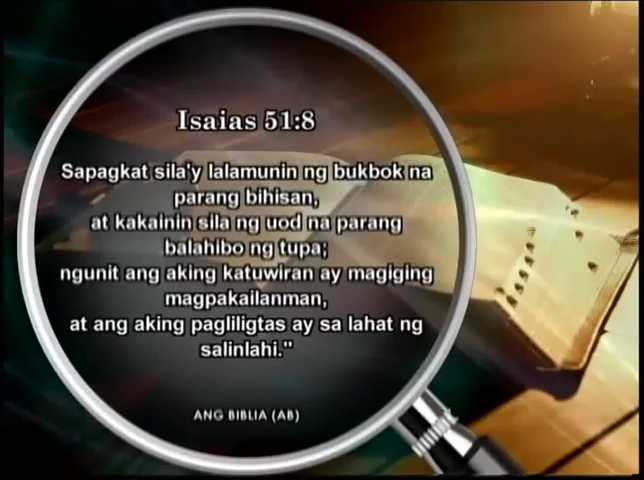 Isaias 51:8
Sapagkat sila'y lalamunin ng bukbok na
parang bihisan,
at kakainin sila ng uod na parang
balahibo ng tupa;
ngunit ang aking katuwiran ay magiging
magpakailanman,
at ang aking pagliligtas ay sa lahat ng
salinlahi."
ANG BIBLIA (AB)